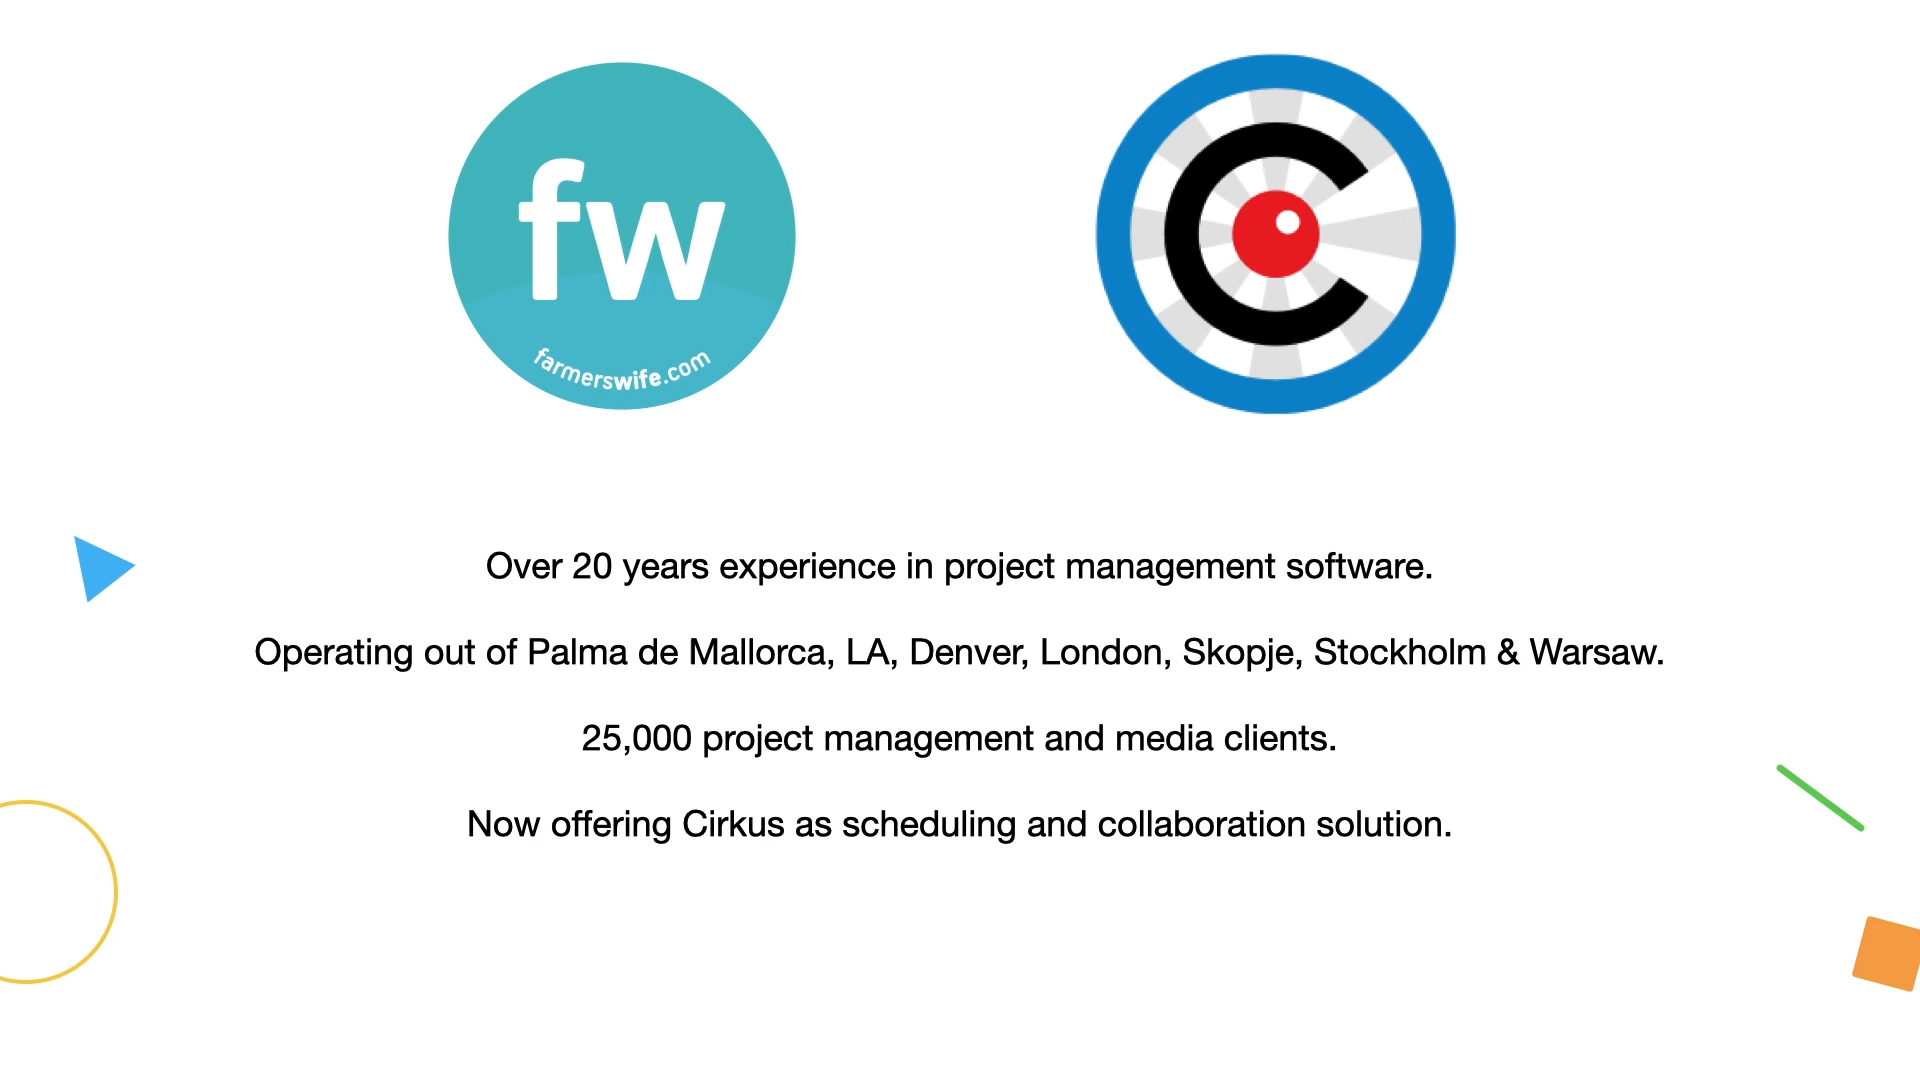 fw
farmerswife.com
C
Over 20 years experience in project management software.
Operating out of Palma de Mallorca, LA, Denver, London, Skopje, Stockholm & Warsaw.
25,000 project management and media clients.
Now offering Cirkus as scheduling and collaboration solution.